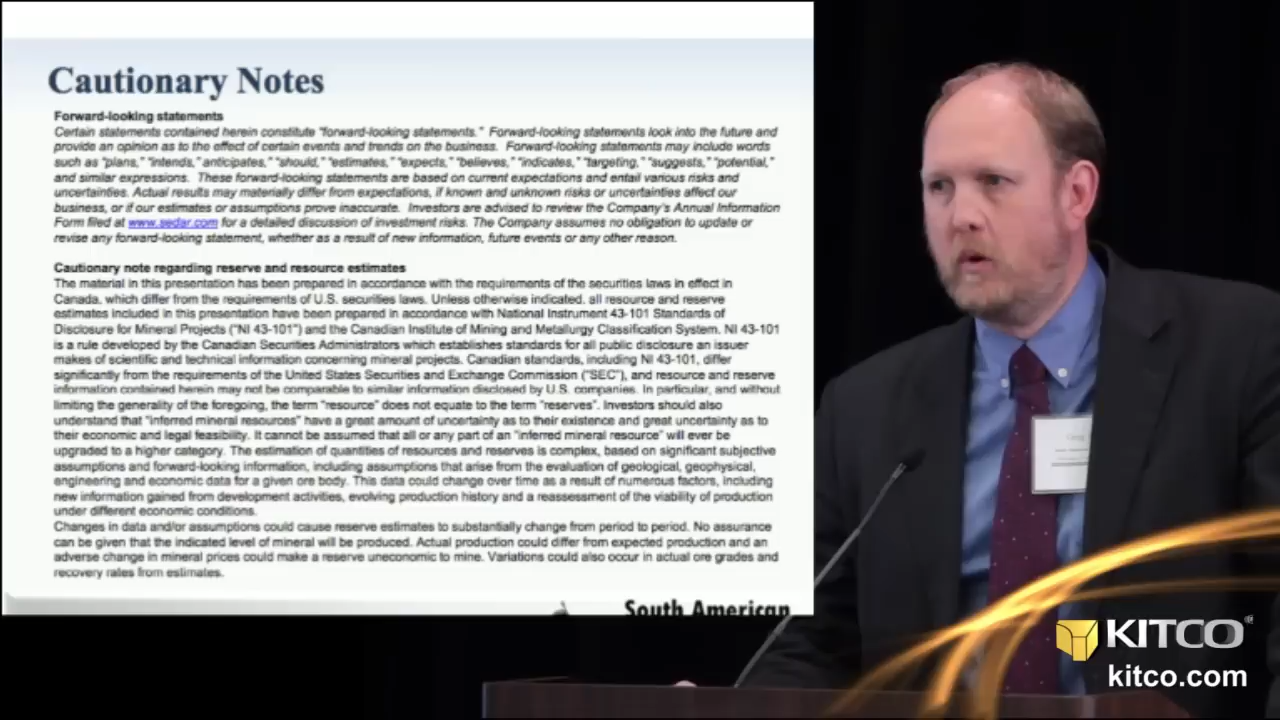 Cautionary Notes
Forward-looking statements
Certain statements contained herein constitute "forward-looking statements." Forward-looking statements look into the future and
provide an opinion as to the effect of certain events and trends on the business. Forward-looking statements may include words
such as "plans," "intends," anticipates," "should," "estimates," "expects," "believes," "indicates," "targeting," "suggests," "potential,"
and similar expressions. These forward-looking statements are based on current expectations and entail various risks and
uncertainties. Actual results may materially differ from expectations, if known and unknown risks or uncertainties affect our
business, or if our estimates or assumptions prove inaccurate. Investors are advised to review the Company's Annual Information
Form filed at www.sedar.com for a detailed discussion of investment risks. The Company assumes no obligation to update or
revise any forward-looking statement, whether as a result of new information, future events or any other reason.
Cautionary note regarding reserve and resource estimates
The material in this presentation has been prepared in accordance with the requirements of the securities laws in effect in
Canada, which differ from the requirements of U.S. securities laws. Unless otherwise indicated, all resource and reserve
estimates included in this presentation have been prepared in accordance with National Instrument 43-101 Standards of
Disclosure for Mineral Projects ("NI 43-101") and the Canadian Institute of Mining and Metallurgy Classification System. NI 43-101
is a rule developed by the Canadian Securities Administrators which establishes standards for all public disclosure an issuer
makes of scientific and technical information concerning mineral projects. Canadian standards, including NI 43-101, differ
significantly from the requirements of the United States Securities and Exchange Commission ("SEC"), and resource and reserve
information contained herein may not be comparable to similar information disclosed by U.S. companies. In particular, and without
limiting the generality of the foregoing, the term "resource" does not equate to the term "reserves". Investors should also
understand that "inferred mineral resources" have a great amount of uncertainty as to their existence and great uncertainty as to
their economic and legal feasibility. It cannot be assumed that all or any part of an "inferred mineral resource" will ever be
upgraded to a higher category. The estimation of quantities of resources and reserves is complex, based on significant subjective
assumptions and forward-looking information, including assumptions that arise from the evaluation of geological, geophysical,
engineering and economic data for a given ore body. This data could change over time as a result of numerous factors, including
new information gained from development activities, evolving production history and a reassessment of the viability of production
under different economic conditions.
Changes in data and/or assumptions could cause reserve estimates to substantially change from period to period. No assurance
can be given that the indicated level of mineral will be produced. Actual production could differ from expected production and an
adverse change in mineral prices could make a reserve uneconomic to mine. Variations could also occur in actual ore grades and
recovery rates from estimates.
South American
KITCO
kitco.com